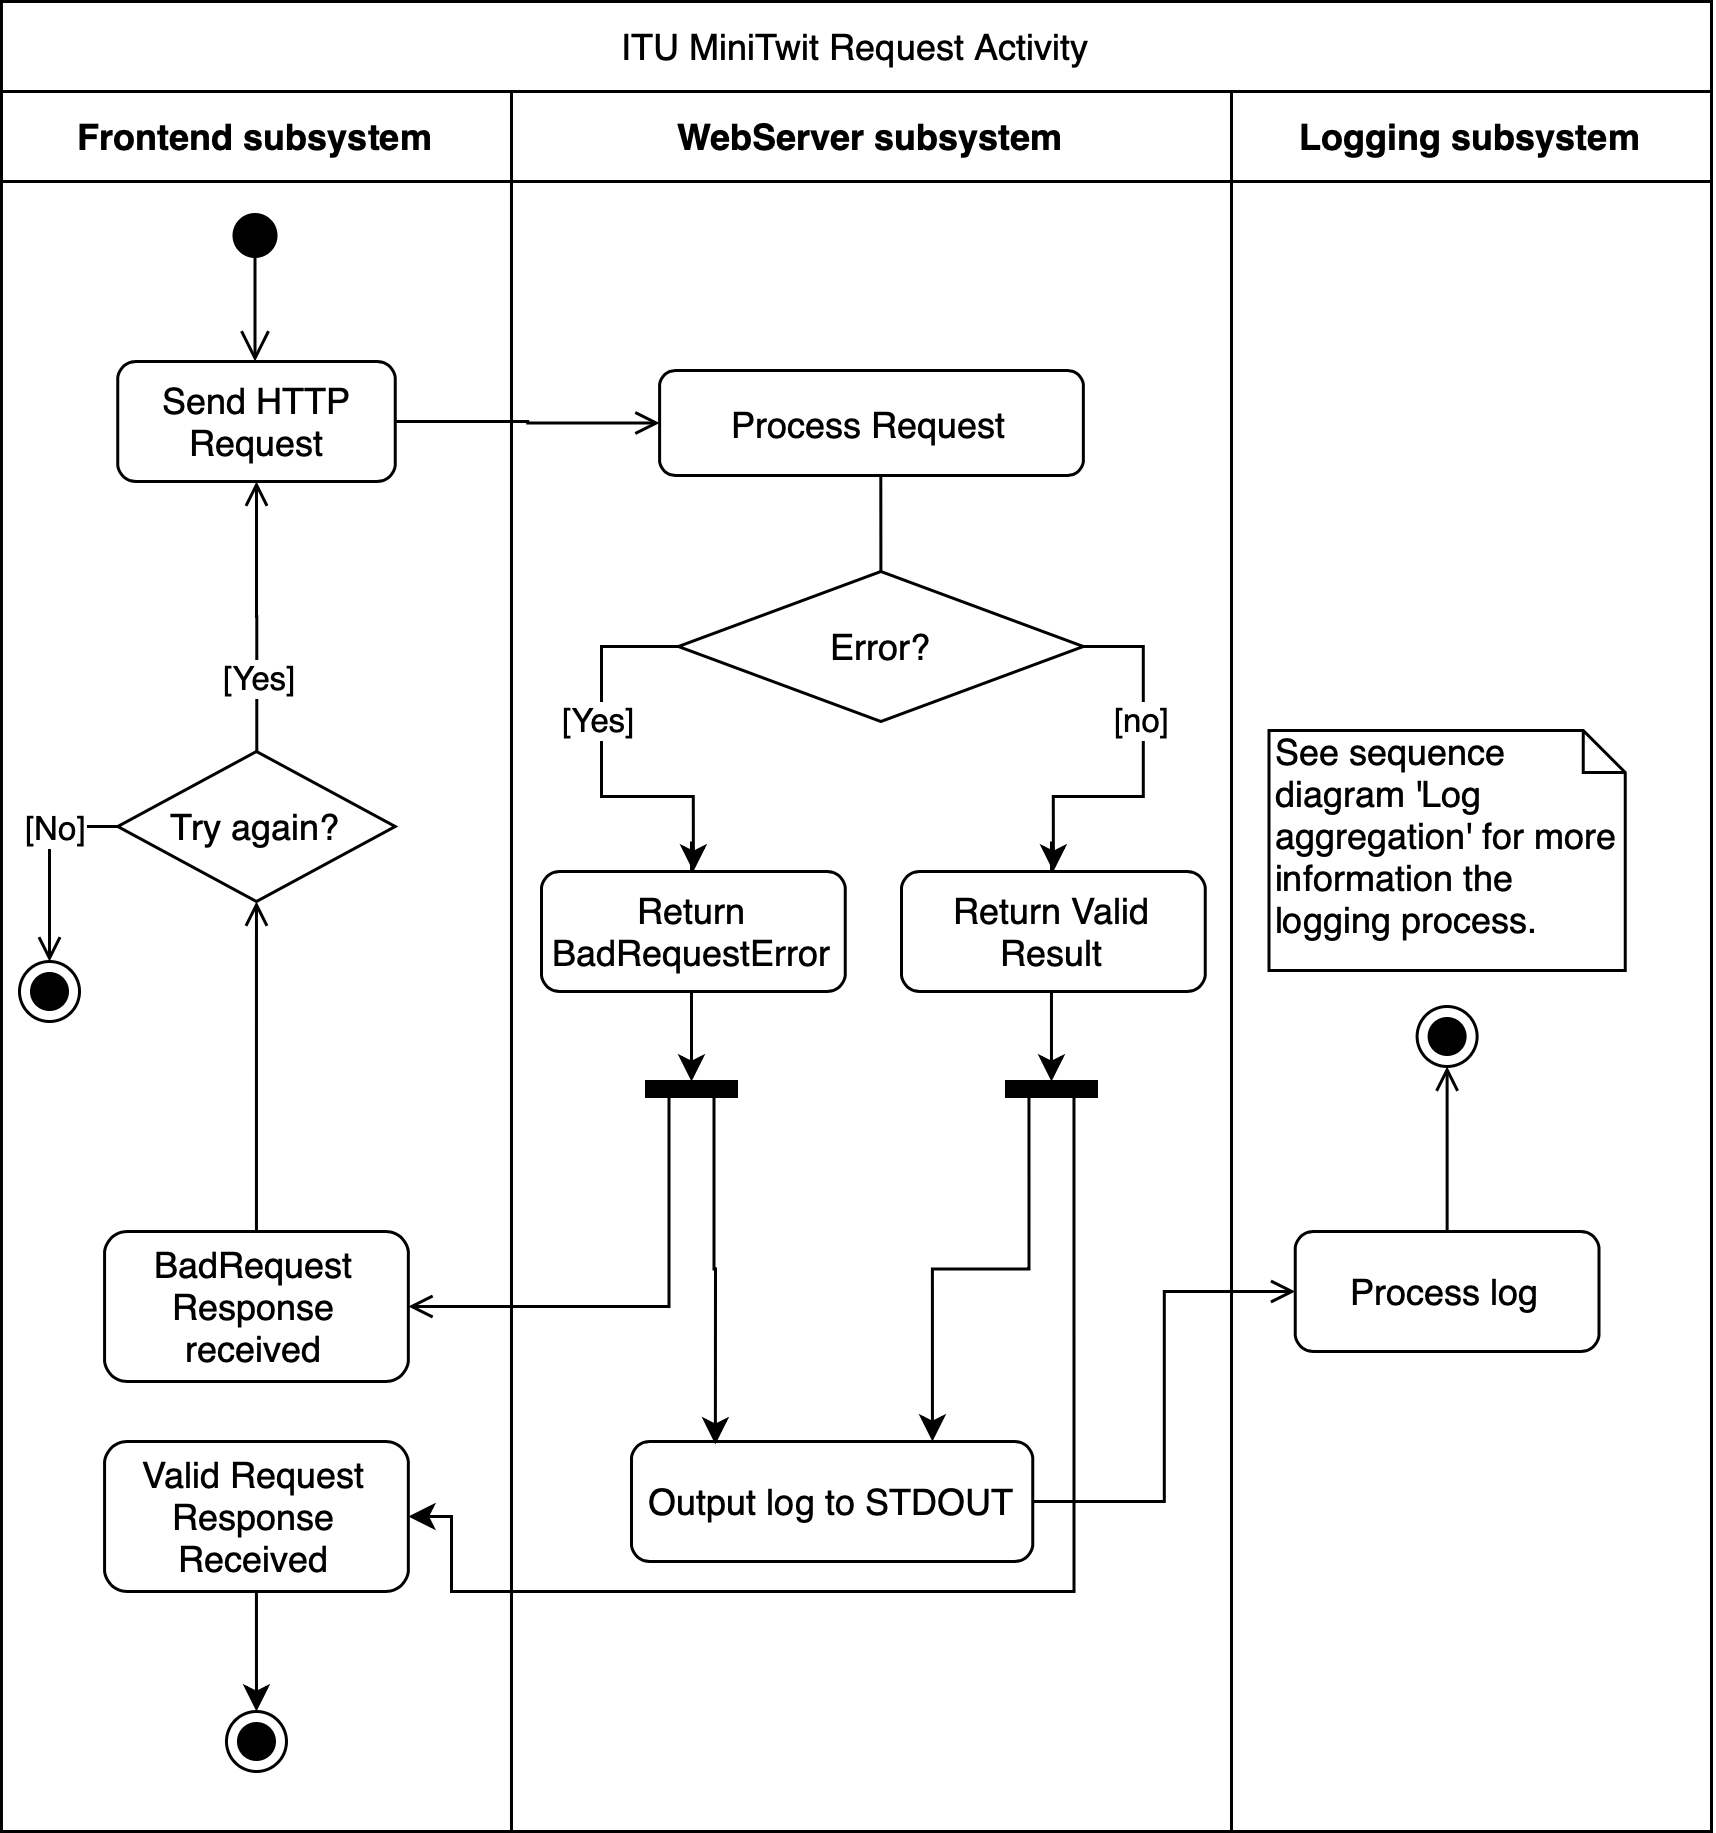 ITU MiniTwit Request Activity
Frontend subsystem
WebServer subsystem
Logging subsystem
Send HTTP
Request
Process Request
Error?
[Yes]
[Yes]
[no]
See sequence
diagram 'Log
aggregation' for more
information the
logging process.
[No]
Try again?
Return
BadRequestError
Return Valid
Result
BadRequest
Response
received
Process log
Valid Request
Response
Received
Output log to STDOUT